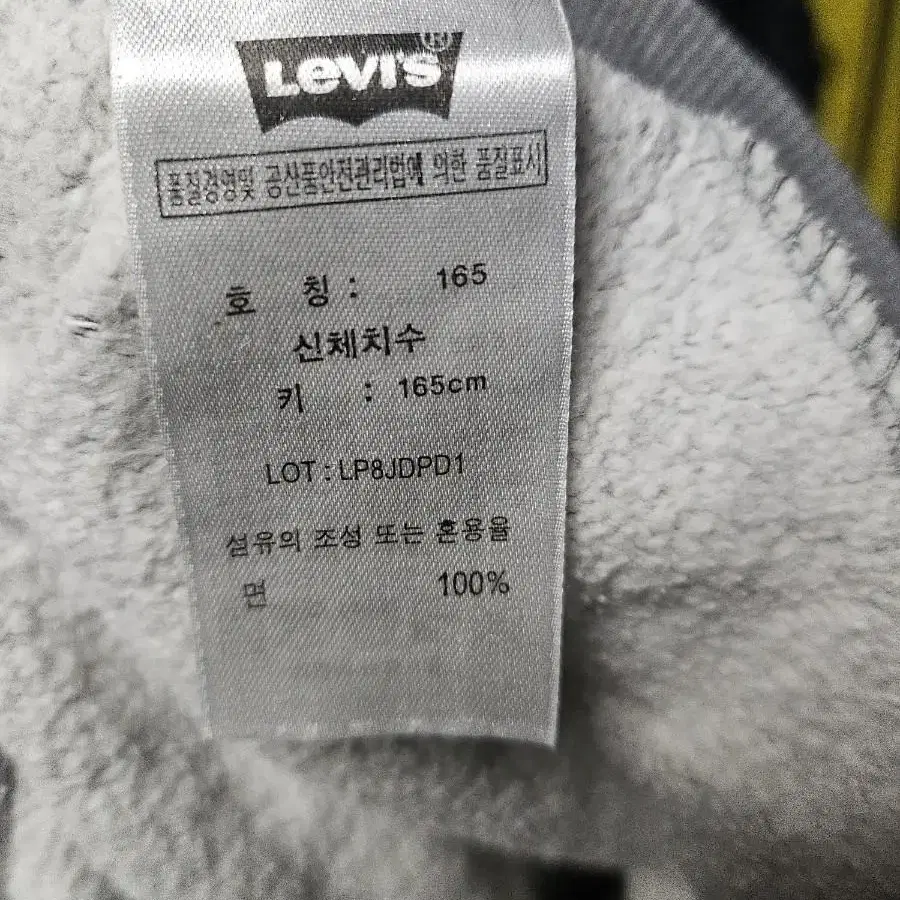 Levi's®
품질경영및 공산품안전관리법에 의한 품질표시
호 칭 : 165
신체치수
키 : 165cm
LOT : LP8JDPD1
섬유의 조성 또는 혼용율
면 100%